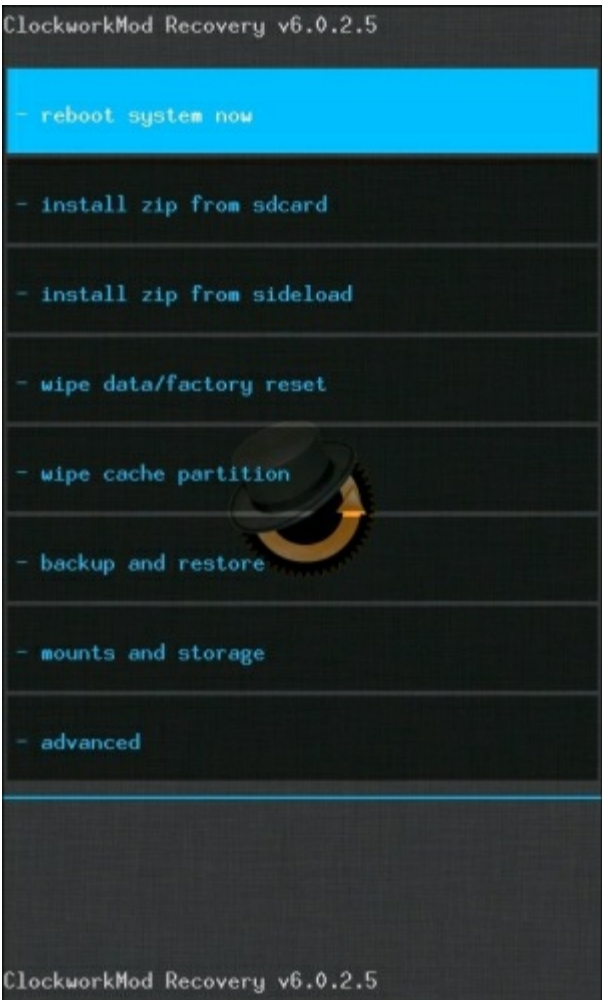 ClockworkMod Recovery v6.0.2.5
- reboot system now
- install zip from sdcard
- install zip from sideload
- wipe data/factory reset
- wipe cache partition
- backup and restore
- mounts and storage
- advanced
ClockworkMod Recovery v6.0.2.5